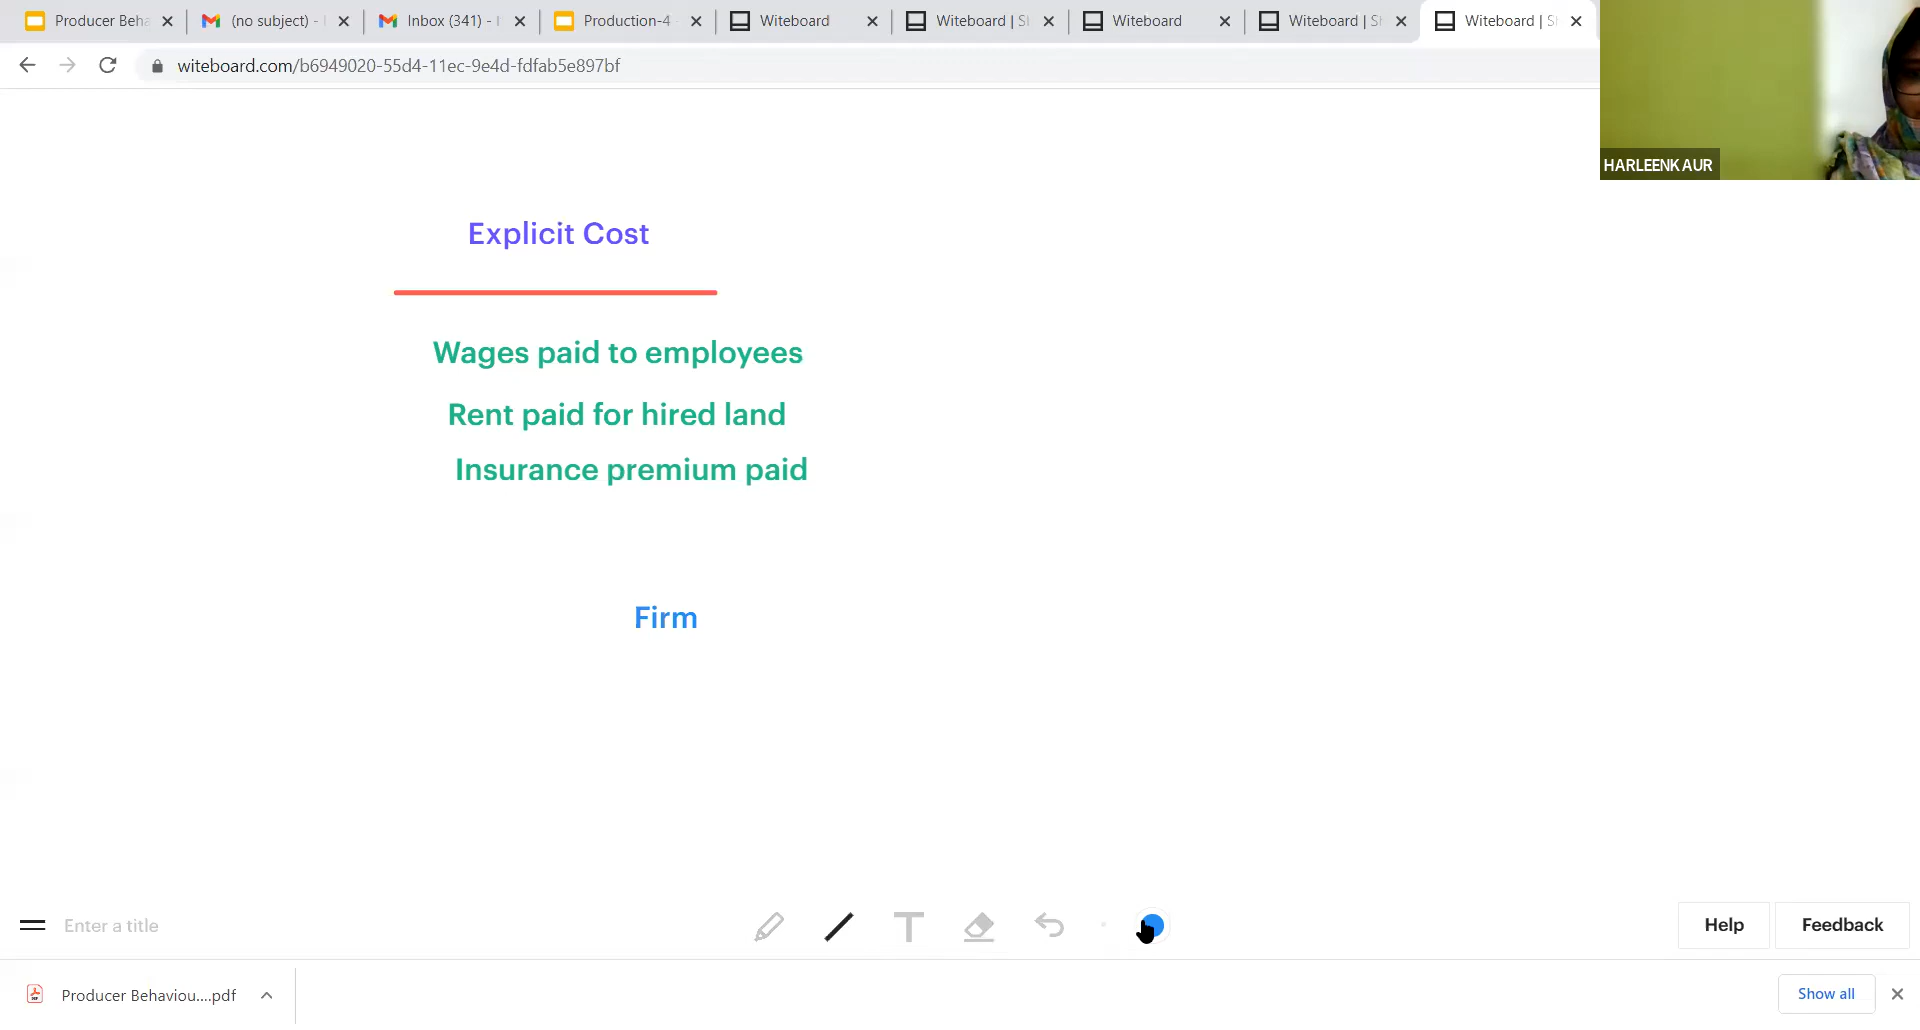 Producer Beha
(no subject) -
Inbox (341) -
Production-4
Witeboard
Witeboard | S
Witeboard
Witeboard | S
Witeboard | S
witeboard.com/b6949020-55d4-11ec-9e4d-fdfab5e897bf
HARLEENKAUR
Explicit Cost
Wages paid to employees
Rent paid for hired land
Insurance premium paid
Firm
Enter a title
T
Help
Feedback
Producer Behaviou....pdf
Show all